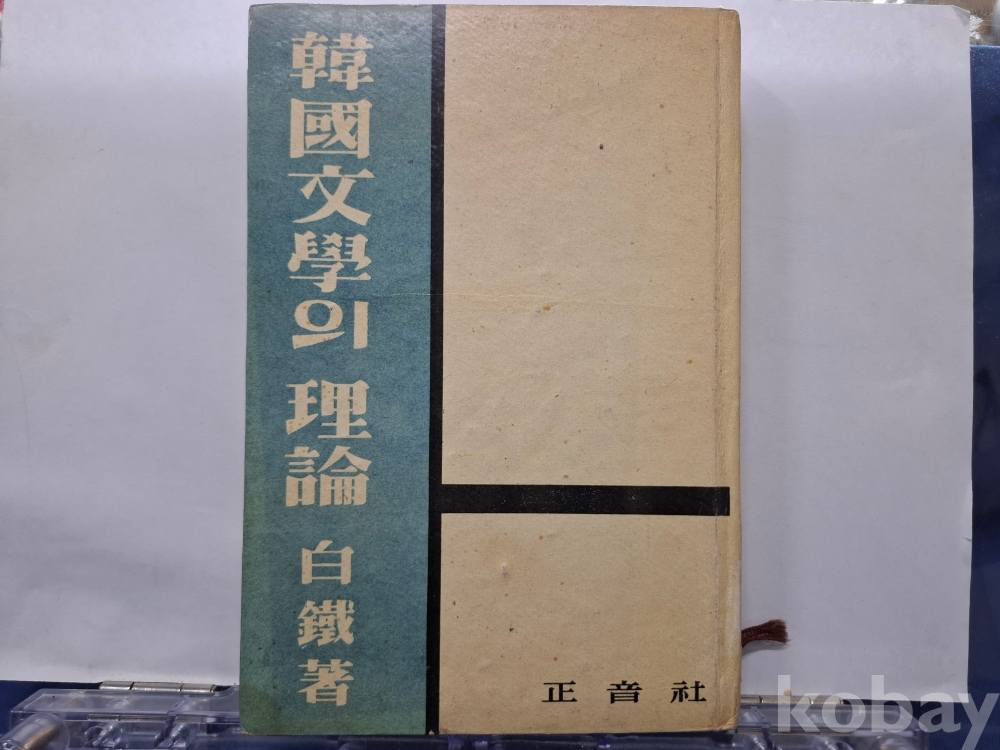 韓國文學의 理論
白鐵 著
正音社
kobay